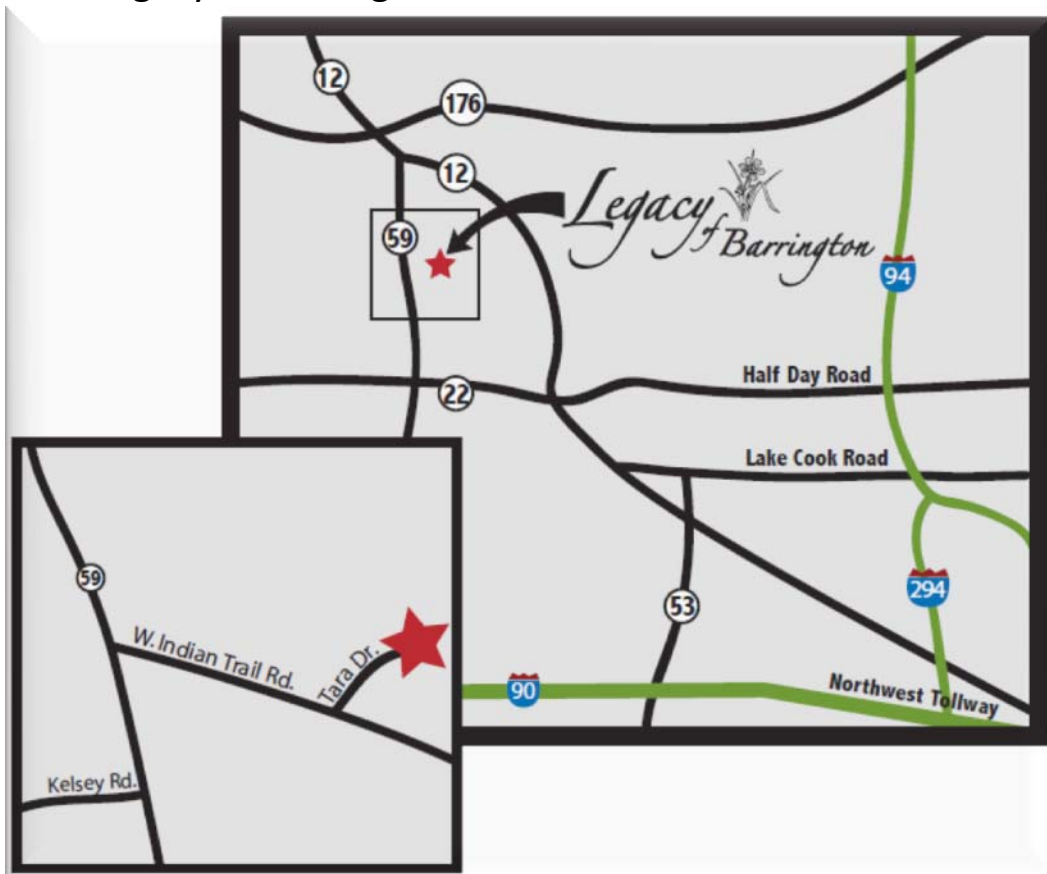 12
176
12
Legacy of Barrington
59
94
22
Half Day Road
Lake Cook Road
53
294
90
Northwest Tollway
59
W. Indian Trail Rd.
Tara Dr.
Kelsey Rd.